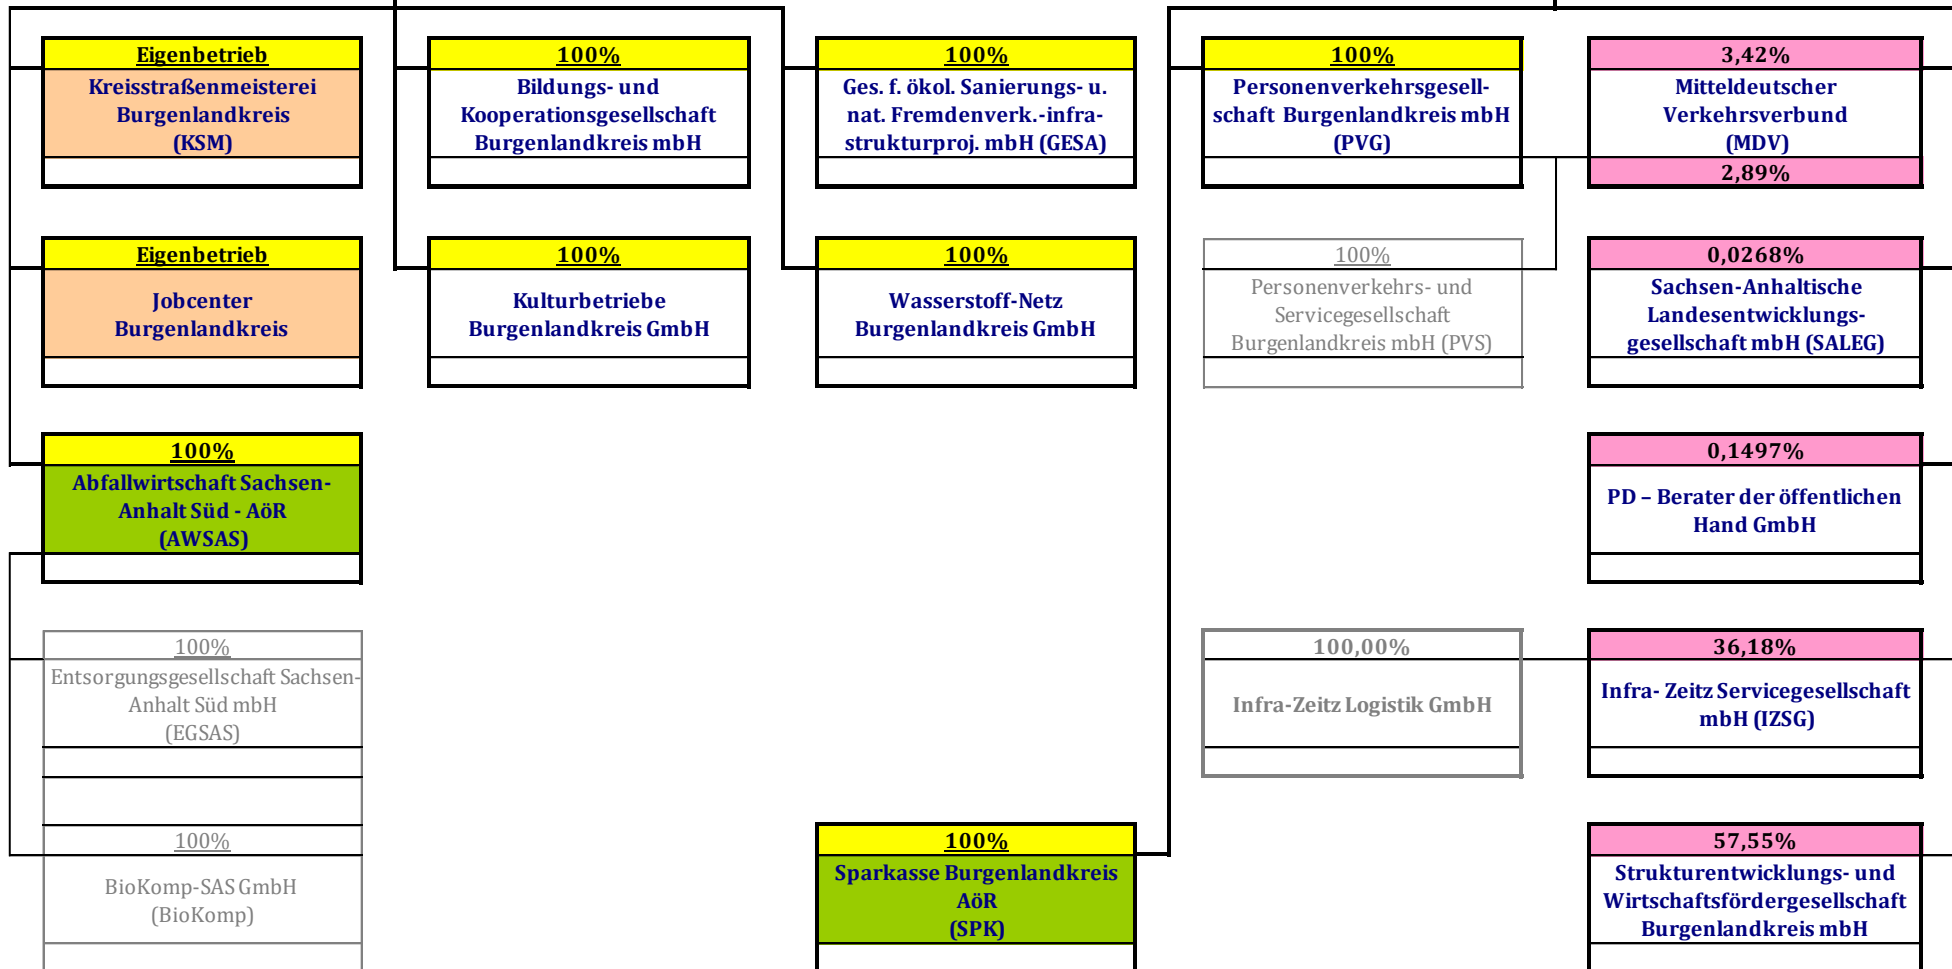 Eigenbetrieb
Kreisstraßenmeisterei
Burgenlandkreis
(KSM)
100%
Bildungs- und
Kooperationsgesellschaft
Burgenlandkreis mbH
100%
Ges. f. ökol. Sanierungs- u.
nat. Fremdenverk.-infra-
strukturproj. mbH (GESA)
100%
Personenverkehrsgesell-
schaft Burgenlandkreis mbH
(PVG)
3,42%
Mitteldeutscher
Verkehrsverbund
(MDV)
2,89%
Eigenbetrieb
Jobcenter
Burgenlandkreis
100%
Kulturbetriebe
Burgenlandkreis GmbH
100%
Wasserstoff-Netz
Burgenlandkreis GmbH
100%
Personenverkehrs- und
Servicegesellschaft
Burgenlandkreis mbH (PVS)
0,0268%
Sachsen-Anhaltische
Landesentwicklungs-
gesellschaft mbH (SALEG)
100%
Abfallwirtschaft Sachsen-
Anhalt Süd - AöR
(AWSAS)
0,1497%
PD – Berater der öffentlichen
Hand GmbH
100%
Entsorgungsgesellschaft Sachsen-
Anhalt Süd mbH
(EGSAS)
100,00%
Infra-Zeitz Logistik GmbH
36,18%
Infra- Zeitz Servicegesellschaft
mbH (IZSG)
100%
BioKomp-SAS GmbH
(BioKomp)
100%
Sparkasse Burgenlandkreis
AöR
(SPK)
57,55%
Strukturentwicklungs- und
Wirtschaftsfördergesellschaft
Burgenlandkreis mbH